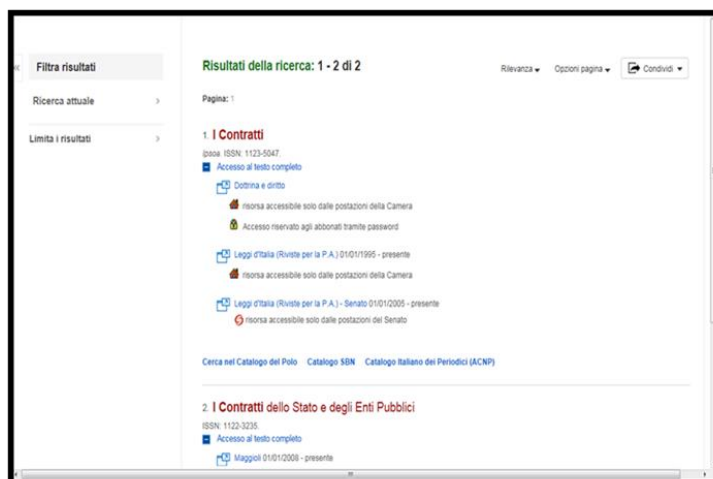 Filtra risultati
Ricerca attuale
Limita i risultati
Risultati della ricerca: 1 - 2 di 2
Rilevanza
Opzioni pagina
Condividi
Pagina: 1
1. I Contratti
Ipsoa. ISSN: 1123-5047.
Accesso al testo completo
Dottrina e diritto
risorsa accessibile solo dalle postazioni della Camera
Accesso riservato agli abbonati tramite password
Leggi d'Italia (Riviste per la P.A.) 01/01/1995 - presente
risorsa accessibile solo dalle postazioni della Camera
Leggi d'Italia (Riviste per la P.A.) - Senato 01/01/2005 - presente
risorsa accessibile solo dalle postazioni del Senato
Cerca nel Catalogo del Polo Catalogo SBN Catalogo Italiano dei Periodici (ACNP)
2. I Contratti dello Stato e degli Enti Pubblici
ISSN: 1122-3235.
Accesso al testo completo
Maggioli 01/01/2008 - presente